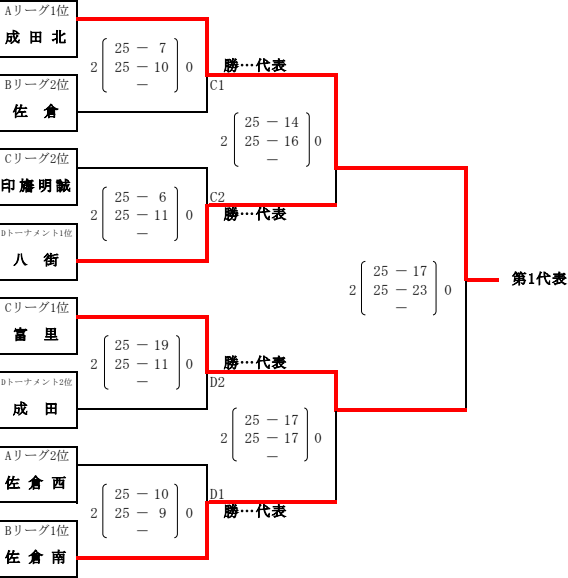 Aリーグ1位
成田北
2 25 － 7 0
25 － 10
－
勝…代表
C1
Bリーグ2位
佐倉
2 25 － 14 0
25 － 16
－
Cリーグ2位
印旛明誠
2 25 － 6 0
25 － 11
－
C2
勝…代表
Dトーナメント1位
八街
2 25 － 17 0
25 － 23
－
第1代表
Cリーグ1位
富里
2 25 － 19 0
25 － 11
－
勝…代表
D2
Dトーナメント2位
成田
2 25 － 17 0
25 － 17
－
Aリーグ2位
佐倉西
2 25 － 10 0
25 － 9
－
D1
勝…代表
Bリーグ1位
佐倉南